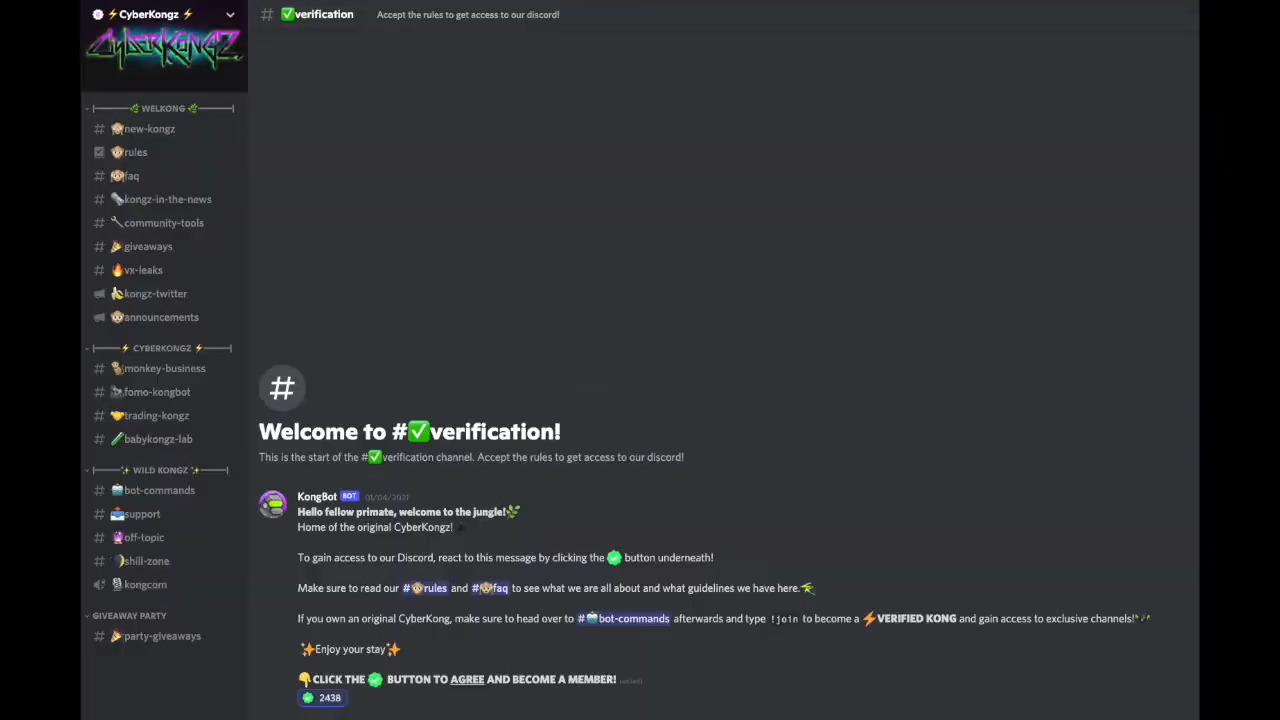 ⚡CyberKongz⚡
# ✅verification Accept the rules to get access to our discord!
CYBERKONGZ
🌿 WELKONG 🌿
# 🙈new-kongz
🐵rules
# 🙉faq
# 🗞️kongz-in-the-news
# 🔧community-tools
# 🎉giveaways
# 🔥vx-leaks
🍌kongz-twitter
🐵announcements
⚡ CYBERKONGZ ⚡
# 🐒monkey-business
# 🦍fomo-kongbot
# 🤝trading-kongz
# 🧪babykongz-lab
✨ WILD KONGZ ✨
# 🤖bot-commands
# 📥support
# 🔮off-topic
# 🌒shill-zone
🎙️kongcom
GIVEAWAY PARTY
# 🎉party-giveaways
#
Welcome to #✅verification!
This is the start of the #✅verification channel. Accept the rules to get access to our discord!
KongBot BOT 01/04/2021
Hello fellow primate, welcome to the jungle!🌿
Home of the original CyberKongz!
To gain access to our Discord, react to this message by clicking the ✅ button underneath!
Make sure to read our #🐵rules and #🙉faq to see what we are all about and what guidelines we have here.
If you own an original CyberKong, make sure to head over to #🤖bot-commands afterwards and type !join to become a ⚡VERIFIED KONG and gain access to exclusive channels!
✨Enjoy your stay✨
👇CLICK THE ✅ BUTTON TO AGREE AND BECOME A MEMBER! (edited)
✅ 2438